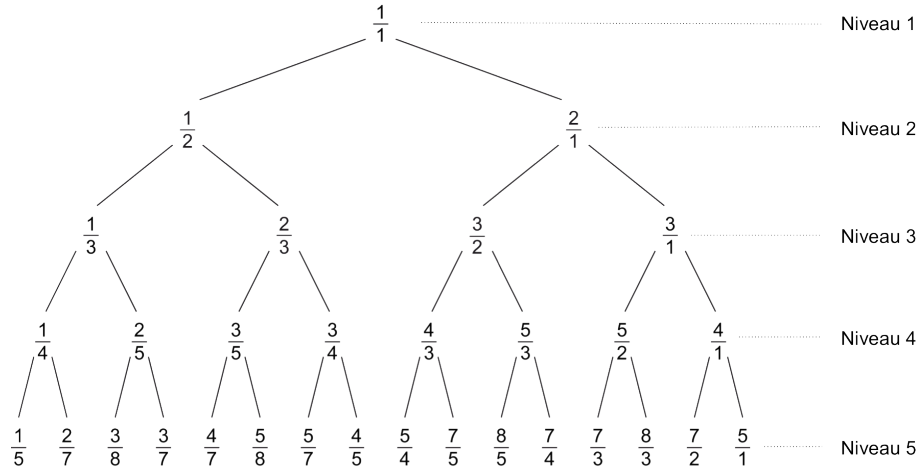 1/1 Niveau 1
1/2 2/1 Niveau 2
1/3 2/3 3/2 3/1 Niveau 3
1/4 2/5 3/5 3/4 4/3 5/3 5/2 4/1 Niveau 4
1/5 2/7 3/8 3/7 4/7 5/8 5/7 4/5 5/4 7/5 8/5 7/4 7/3 8/3 7/2 5/1 Niveau 5